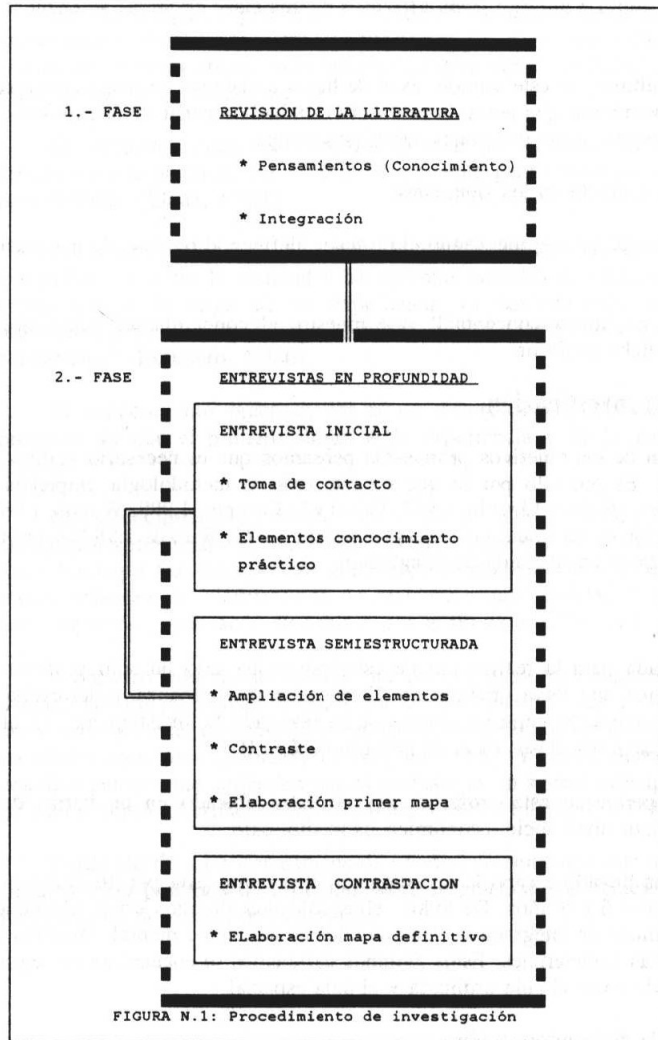 1.- FASE REVISION DE LA LITERATURA
* Pensamientos (Conocimiento)
* Integración
2.- FASE ENTREVISTAS EN PROFUNDIDAD
ENTREVISTA INICIAL
* Toma de contacto
* Elementos concocimiento
práctico
ENTREVISTA SEMIESTRUCTURADA
* Ampliación de elementos
* Contraste
* Elaboración primer mapa
ENTREVISTA CONTRASTACION
* ELaboración mapa definitivo
FIGURA N.1: Procedimiento de investigación